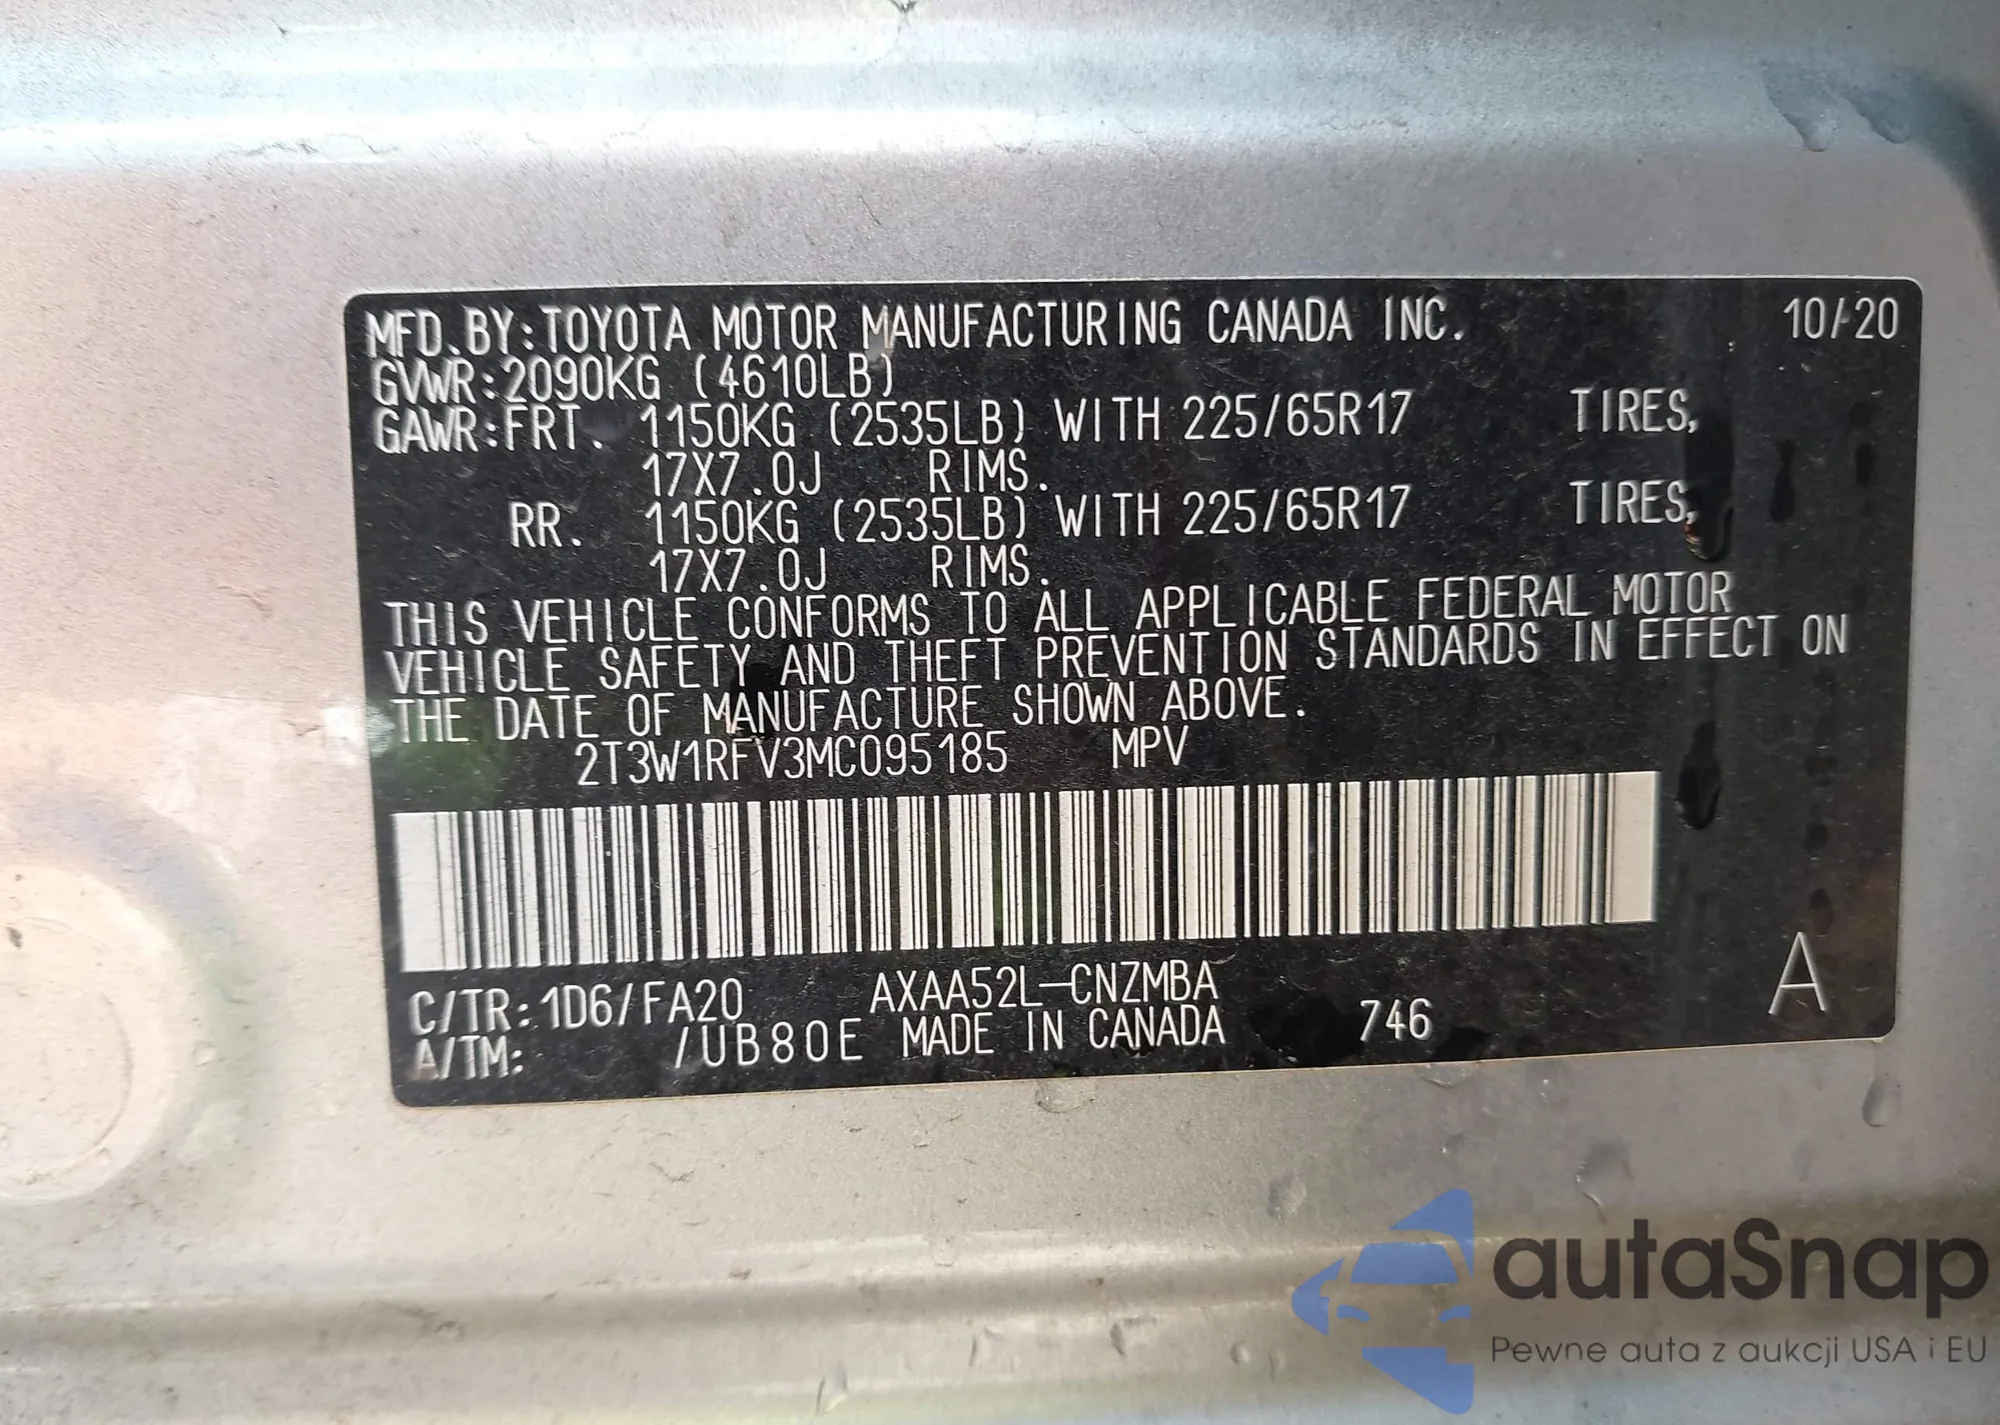 MFD.BY:TOYOTA MOTOR MANUFACTURING CANADA INC. 10/20
GVWR:2090KG (4610LB)
GAWR:FRT. 1150KG (2535LB) WITH 225/65R17 TIRES,
17X7.0J RIMS.
RR. 1150KG (2535LB) WITH 225/65R17 TIRES,
17X7.0J RIMS.
THIS VEHICLE CONFORMS TO ALL APPLICABLE FEDERAL MOTOR
VEHICLE SAFETY AND THEFT PREVENTION STANDARDS IN EFFECT ON
THE DATE OF MANUFACTURE SHOWN ABOVE.
2T3W1RFV3MC095185 MPV
C/TR:1D6/FA20 AXAA52L-CNZMBA
A/TM: /UB80E MADE IN CANADA 746 A
autaSnap
Pewne auta z aukcji USA i EU